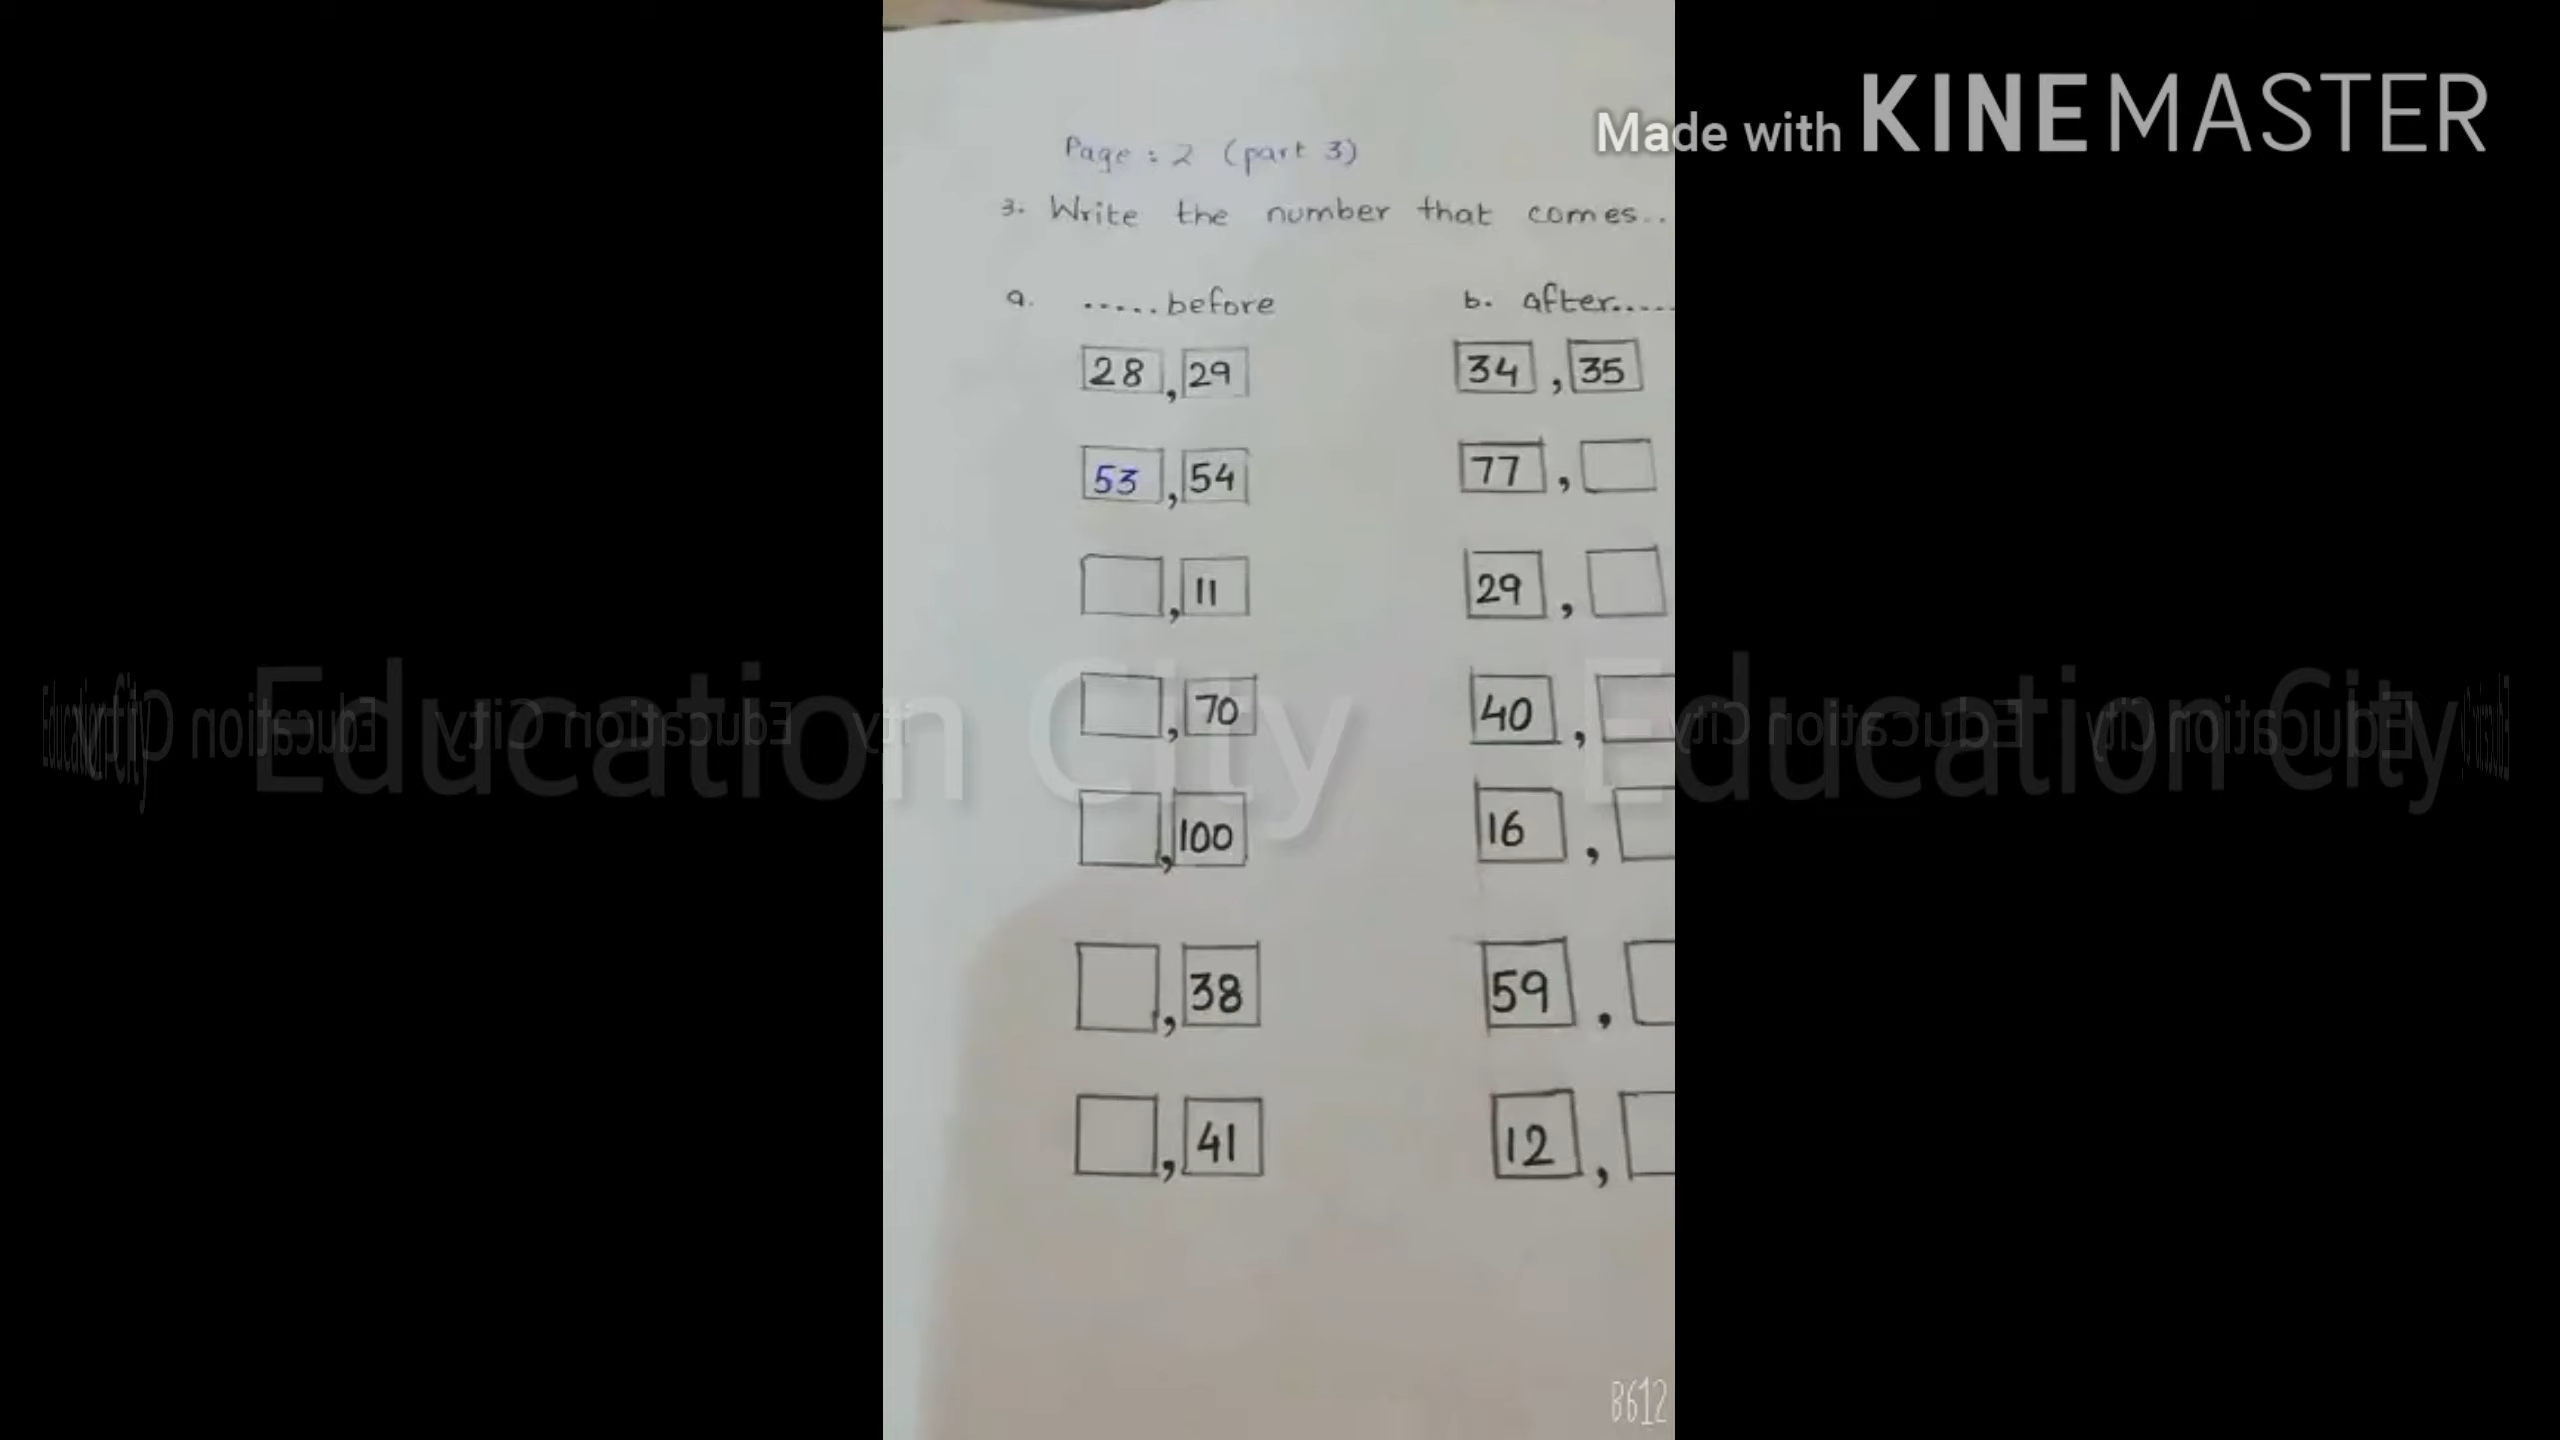 Made with KINEMASTER
Page : 2 (part 3)
3. Write the number that comes..
a. .....before b. after.....
28 , 29 34 , 35
53 , 54 77 ,
, 11 29 ,
, 70 40 ,
Education City Education City
, 100 16 ,
, 38 59 ,
, 41 12 ,
B612